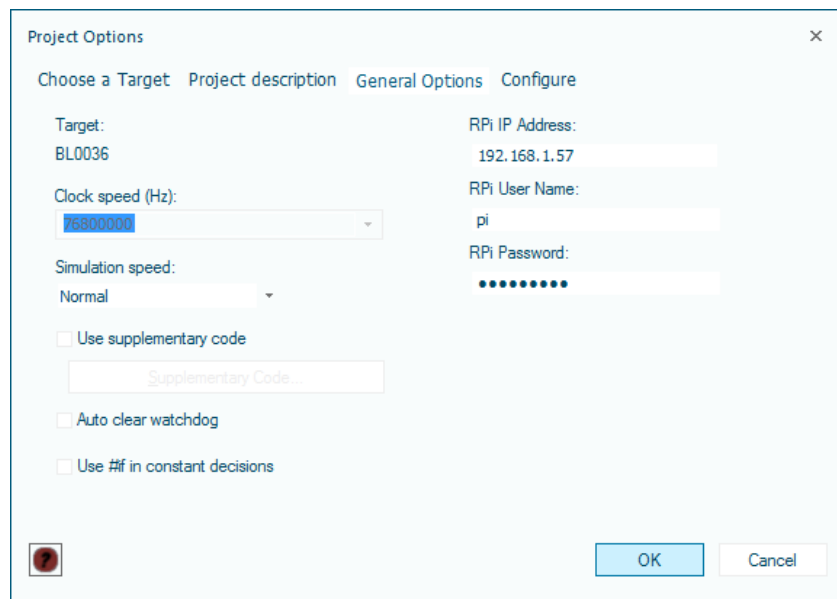 Project Options
Choose a Target Project description General Options Configure
Target:
BL0036
Clock speed (Hz):
76800000
Simulation speed:
Normal
Use supplementary code
Supplementary Code...
Auto clear watchdog
Use #if in constant decisions
RPi IP Address:
192.168.1.57
RPi User Name:
pi
RPi Password:
●●●●●●●●●
?
OK Cancel